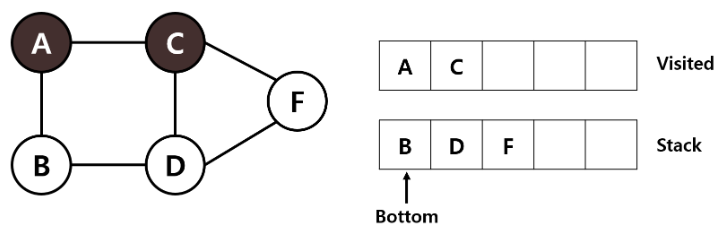 A C F B D
A C Visited
B D F Stack
Bottom